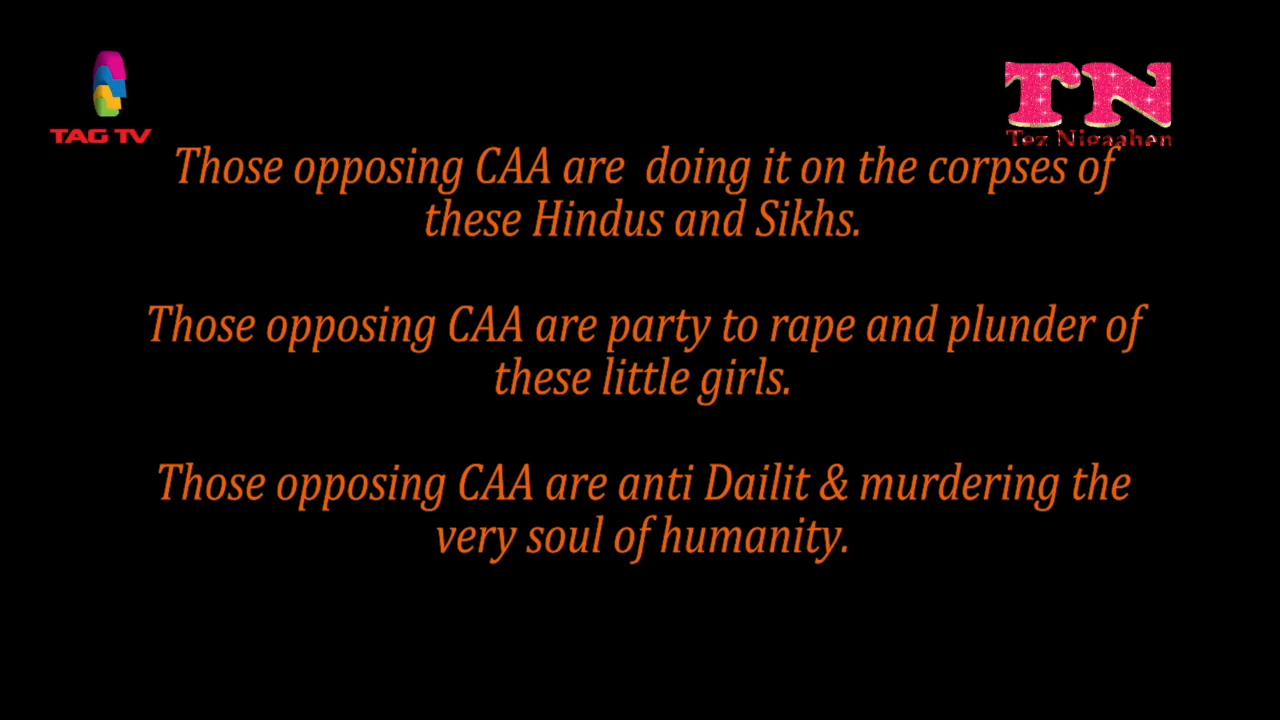 TAG TV
TN
Tez Nigaahen
Those opposing CAA are  doing it on the corpses of
these Hindus and Sikhs.
Those opposing CAA are party to rape and plunder of
these little girls.
Those opposing CAA are anti Dailit & murdering the
very soul of humanity.